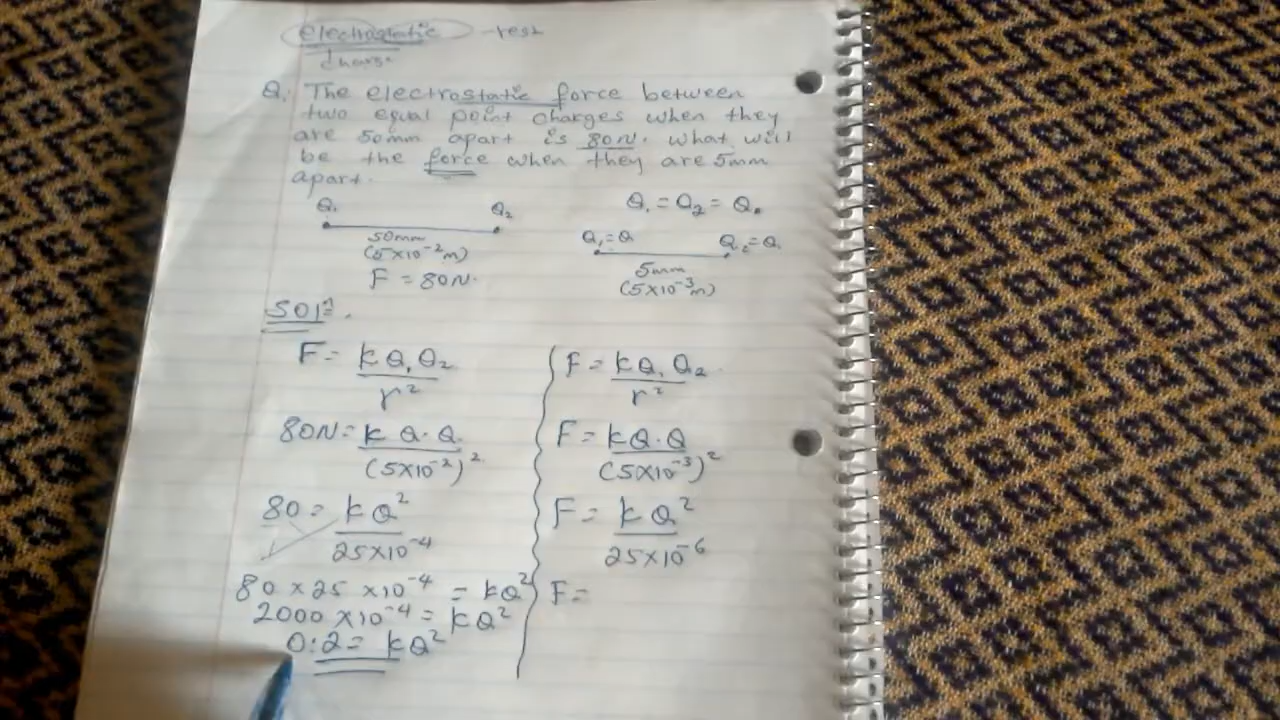 electrostatic -rest
charge
Q. The electrostatic force between
two equal point charges when they
are 50mm apart is 80N. what will
be the force when they are 5mm
apart.
Q₁ Q₂
50mm
(5×10⁻²m)
F = 80N.
Q₁ = Q₂ = Q.
Q₁=Q Q₂=Q
5mm
(5×10⁻³m)
Solⁿ.
F = kQ₁Q₂
r²
80N = k Q·Q
(5×10⁻²)²
80 = kQ²
25×10⁻⁴
80 × 25 × 10⁻⁴ = kQ²
2000 × 10⁻⁴ = kQ²
0.2 = kQ²
F = kQ₁Q₂
r²
F = kQ·Q
(5×10⁻³)²
F = kQ²
25×10⁻⁶
F =